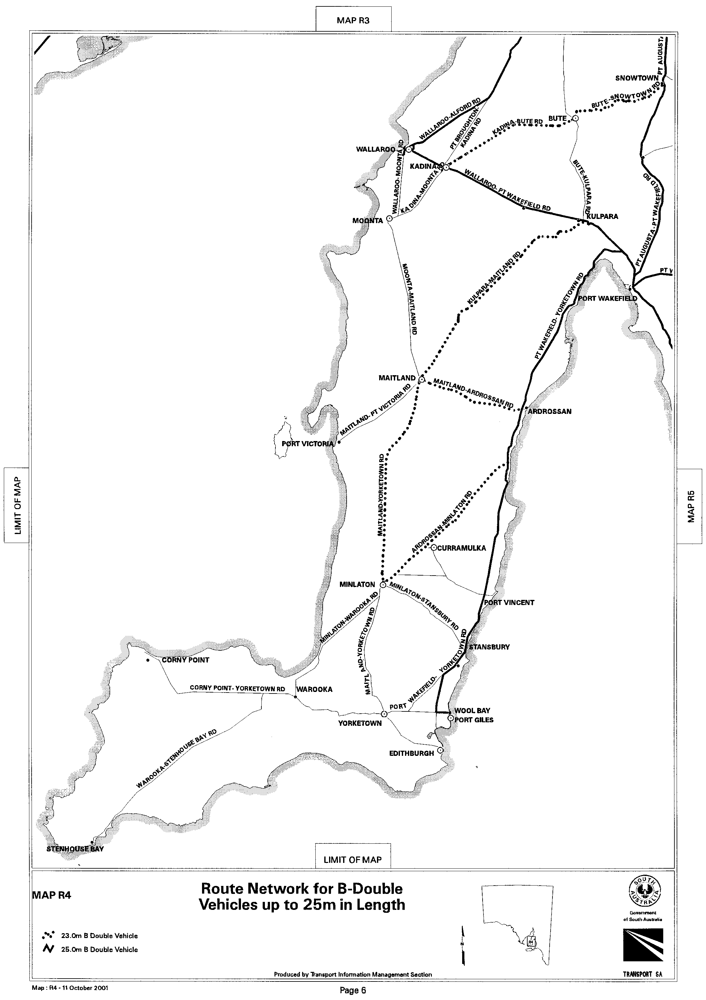 MAP R3
PT AUGUSTA
SNOWTOWN
BUTE-SNOWTOWN RD
WALLAROO-ALFORD RD
PT BROUGHTON-
KADINA RD
KADINA-BUTE RD
BUTE
WALLAROO
WALLAROO-MOONTA RD
KADINA
KADINA-MOONTA R
WALLAROO-PT WAKEFIELD RD
BUTE-KULPARA RD
PT AUGUSTA-PT WAKEFIELD RD
MOONTA
KULPARA
MOONTA-MAITLAND RD
KULPARA-MAITLAND RD
PT WAKEFIELD-YORKETOWN RD
PORT WAKEFIELD
MAITLAND
MAITLAND-ARDROSSAN RD
MAITLAND-PT VICTORIA RD
ARDROSSAN
PORT VICTORIA
MAITLAND-YORKETOWN RD
LIMIT OF MAP
MAP R5
ARDROSSAN-MINLATON RD
CURRAMULKA
MINLATON
MINLATON-STANSBURY RD
MINLATON-WAROOKA RD
MAITLAND-YORKETOWN RD
PORT VINCENT
STANSBURY
CORNY POINT
CORNY POINT-YORKETOWN RD
WAROOKA
PORT WAKEFIELD- YORKETOWN RD
WOOL BAY
PORT GILES
YORKETOWN
EDITHBURGH
WAROOKA-STENHOUSE BAY RD
STENHOUSE BAY
LIMIT OF MAP
MAP R4
Route Network for B-Double
Vehicles up to 25m in Length
23.0m B Double Vehicle
25.0m B Double Vehicle
N
R4
SOUTH AUSTRALIA
Government
of South Australia
TRANSPORT SA
Produced by Transport Information Management Section
Map : R4 - 11 October 2001
Page 6